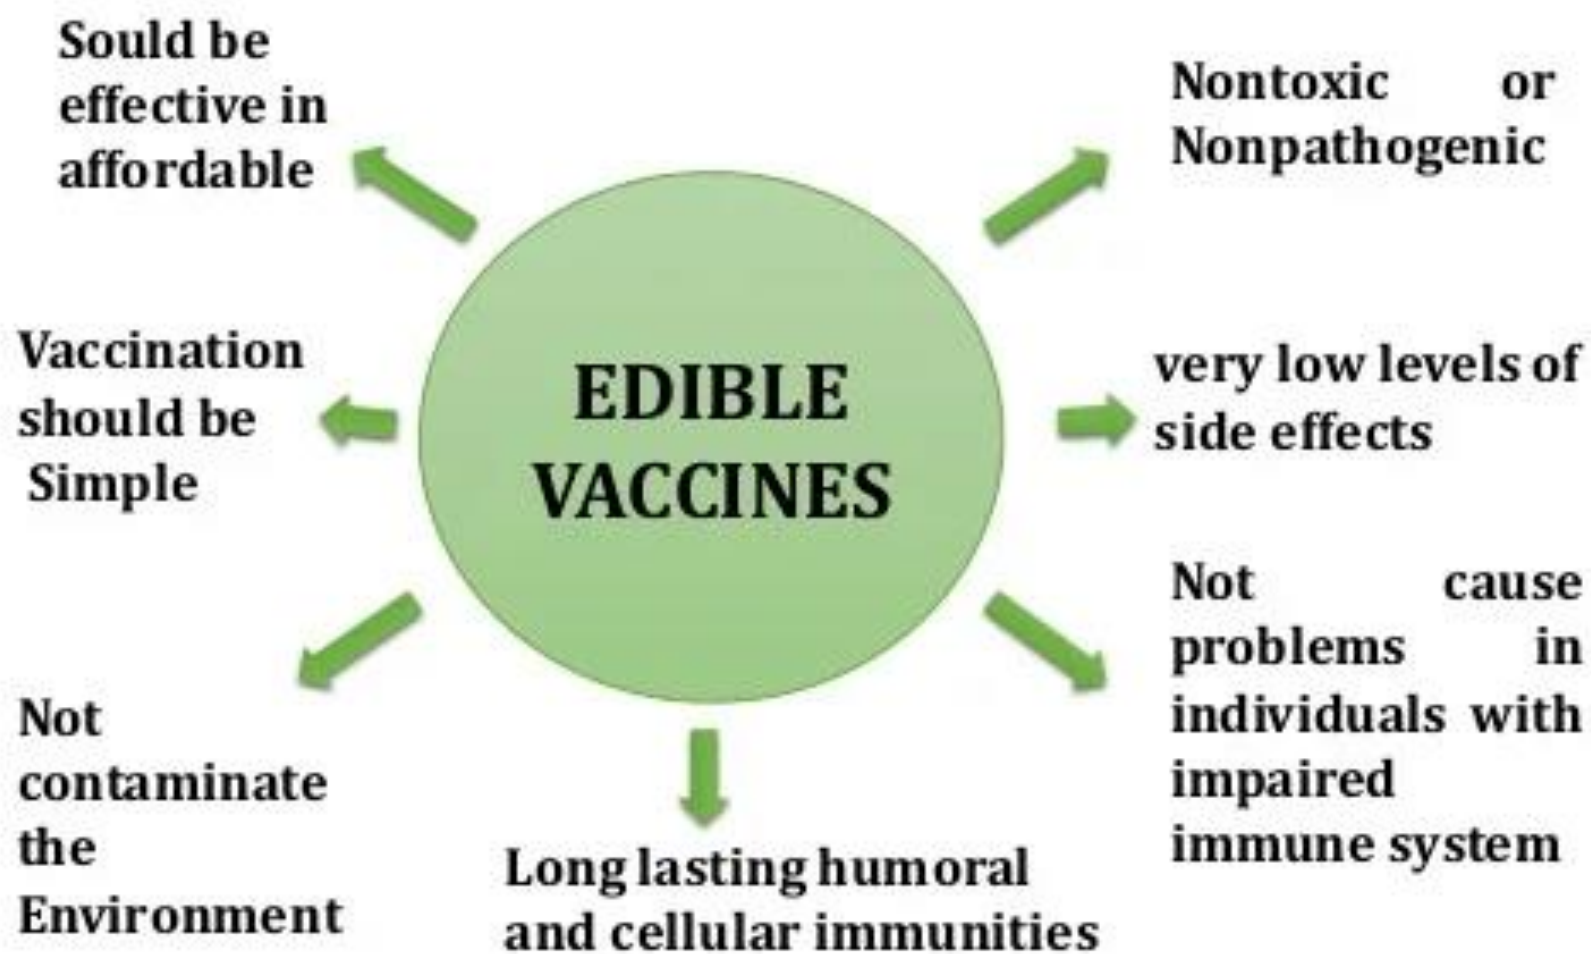 Sould be
effective in
affordable
Nontoxic or
Nonpathogenic
Vaccination
should be
Simple
EDIBLE
VACCINES
very low levels of
side effects
Not
contaminate
the
Environment
Long lasting humoral
and cellular immunities
Not cause
problems in
individuals with
impaired
immune system